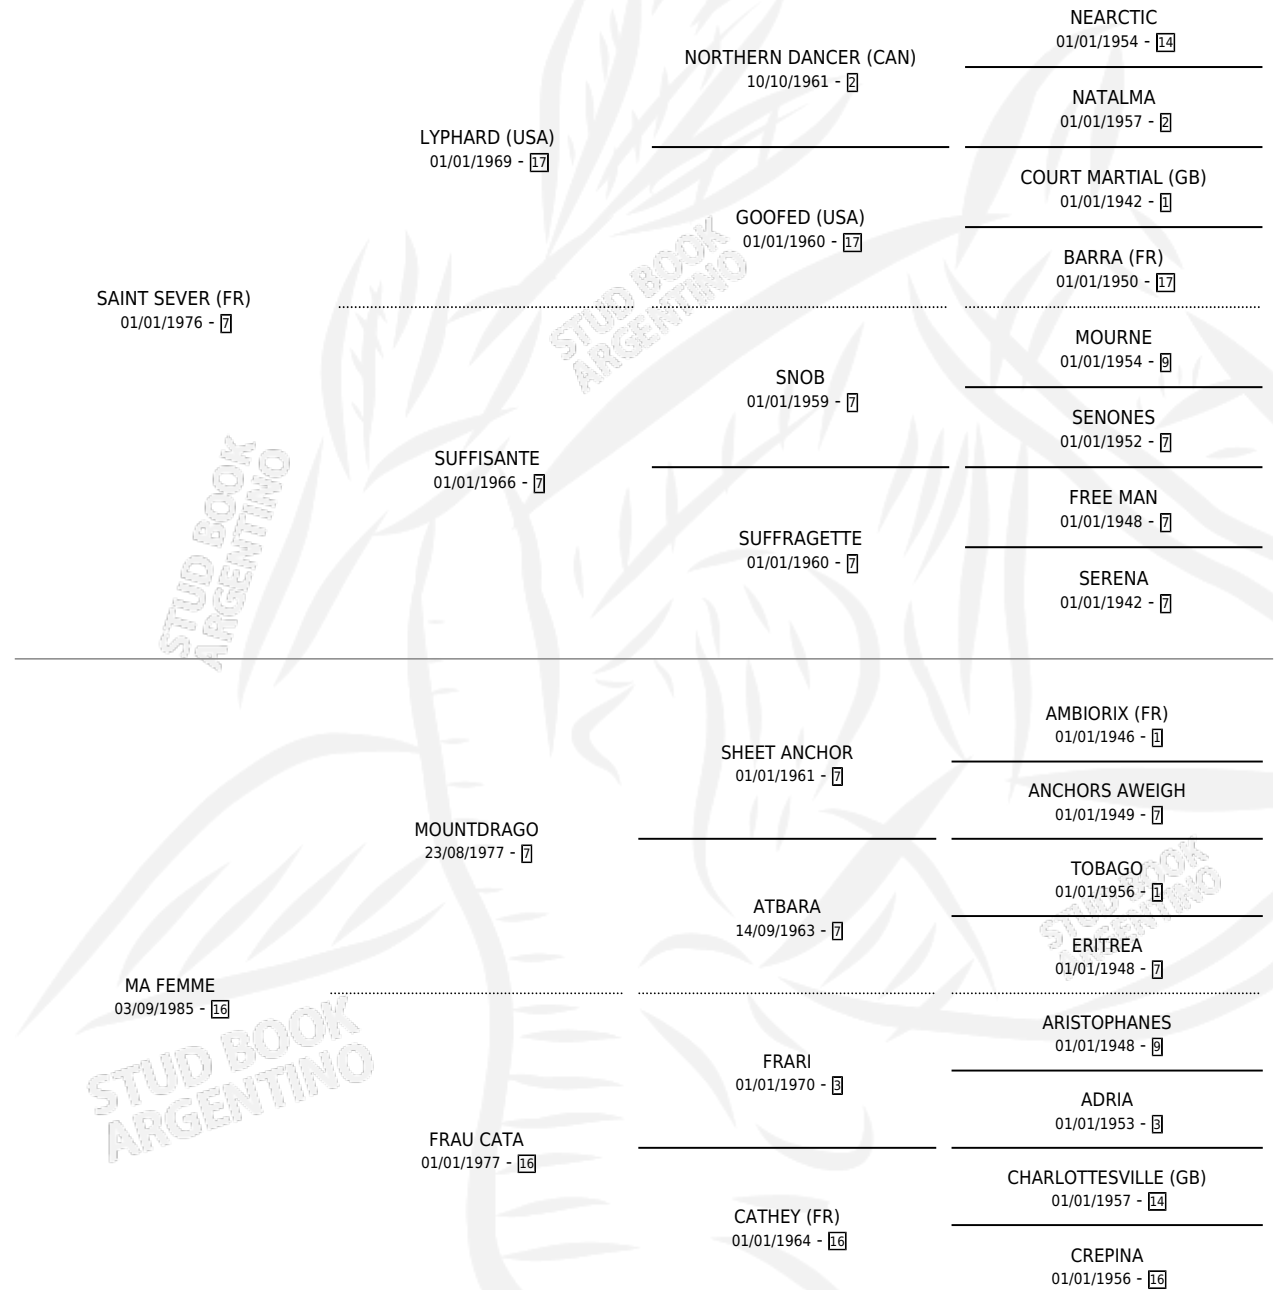 NEARCTIC
01/01/1954 - 14
NORTHERN DANCER (CAN)
10/10/1961 - 2
NATALMA
01/01/1957 - 2
LYPHARD (USA)
01/01/1969 - 17
COURT MARTIAL (GB)
01/01/1942 - 1
GOOFED (USA)
01/01/1960 - 17
BARRA (FR)
01/01/1950 - 17
SAINT SEVER (FR)
01/01/1976 - 7
STUD BOOK
ARGENTINO
MOURNE
01/01/1954 - 9
SNOB
01/01/1959 - 7
SENONES
01/01/1952 - 7
SUFFISANTE
01/01/1966 - 7
FREE MAN
01/01/1948 - 7
SUFFRAGETTE
01/01/1960 - 7
SERENA
01/01/1942 - 7
STUD BOOK
ARGENTINO
AMBIORIX (FR)
01/01/1946 - 1
SHEET ANCHOR
01/01/1961 - 7
ANCHORS AWEIGH
01/01/1949 - 7
MOUNTDRAGO
23/08/1977 - 7
TOBAGO
01/01/1956 - 1
ATBARA
14/09/1963 - 7
STUD BOOK
ARGENTINO
ERITREA
01/01/1948 - 7
MA FEMME
03/09/1985 - 16
ARISTOPHANES
01/01/1948 - 9
FRARI
01/01/1970 - 3
ADRIA
01/01/1953 - 3
STUD BOOK
ARGENTINO
FRAU CATA
01/01/1977 - 16
CHARLOTTESVILLE (GB)
01/01/1957 - 14
CATHEY (FR)
01/01/1964 - 16
CREPINA
01/01/1956 - 16